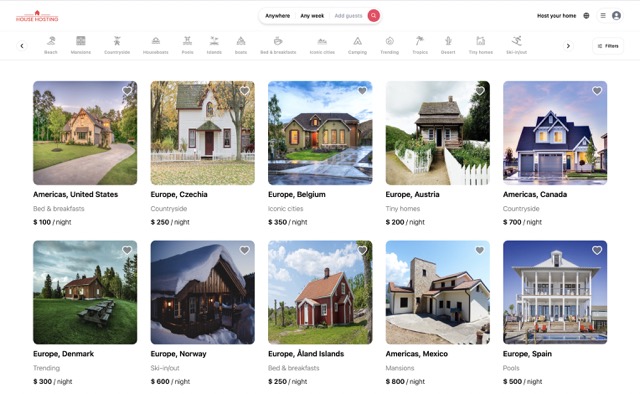 HOUSE HOSTING
Anywhere
Any week
Add guests
Host your home
Beach
Mansions
Countryside
Houseboats
Pools
Islands
Boats
Bed & breakfasts
Iconic cities
Camping
Trending
Tropics
Desert
Tiny homes
Ski-in/out
Filters
Americas, United States
Bed & breakfasts
$ 100 / night
Europe, Czechia
Countryside
$ 250 / night
Europe, Belgium
Iconic cities
$ 350 / night
Europe, Austria
Tiny homes
$ 200 / night
Americas, Canada
Countryside
$ 700 / night
Europe, Denmark
Trending
$ 300 / night
Europe, Norway
Ski-in/out
$ 600 / night
Europe, Åland Islands
Bed & breakfasts
$ 250 / night
Americas, Mexico
Mansions
$ 800 / night
Europe, Spain
Pools
$ 500 / night